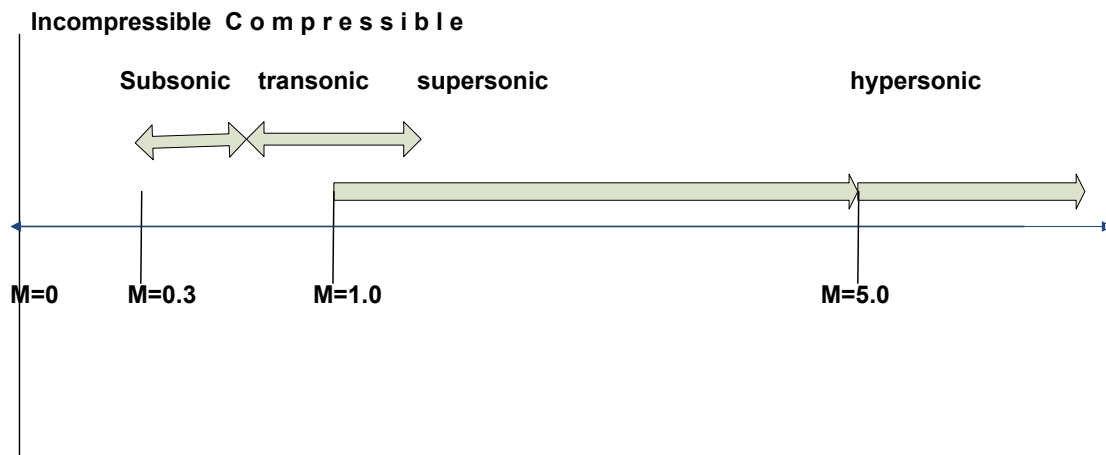 Incompressible C o m p r e s s i b l e
Subsonic transonic supersonic hypersonic
M=0 M=0.3 M=1.0 M=5.0